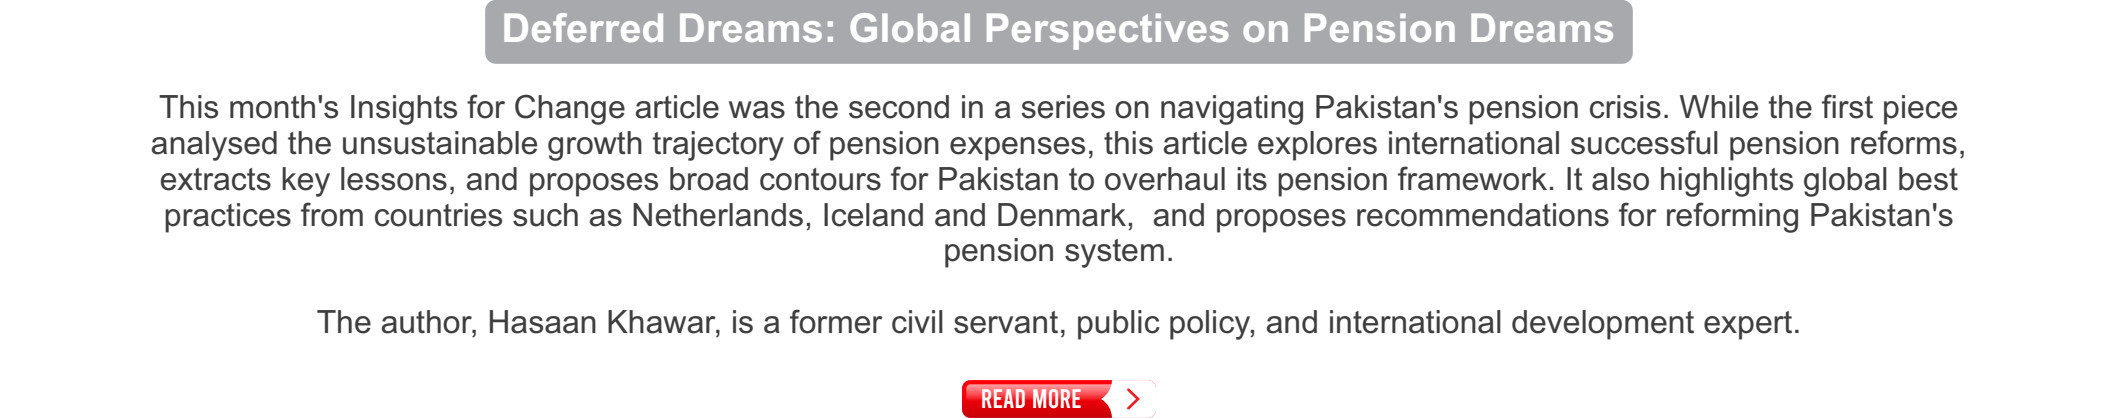 Deferred Dreams: Global Perspectives on Pension Dreams
This month's Insights for Change article was the second in a series on navigating Pakistan's pension crisis. While the first piece
analysed the unsustainable growth trajectory of pension expenses, this article explores international successful pension reforms,
extracts key lessons, and proposes broad contours for Pakistan to overhaul its pension framework. It also highlights global best
practices from countries such as Netherlands, Iceland and Denmark,  and proposes recommendations for reforming Pakistan's
pension system.
The author, Hasaan Khawar, is a former civil servant, public policy, and international development expert.
READ MORE